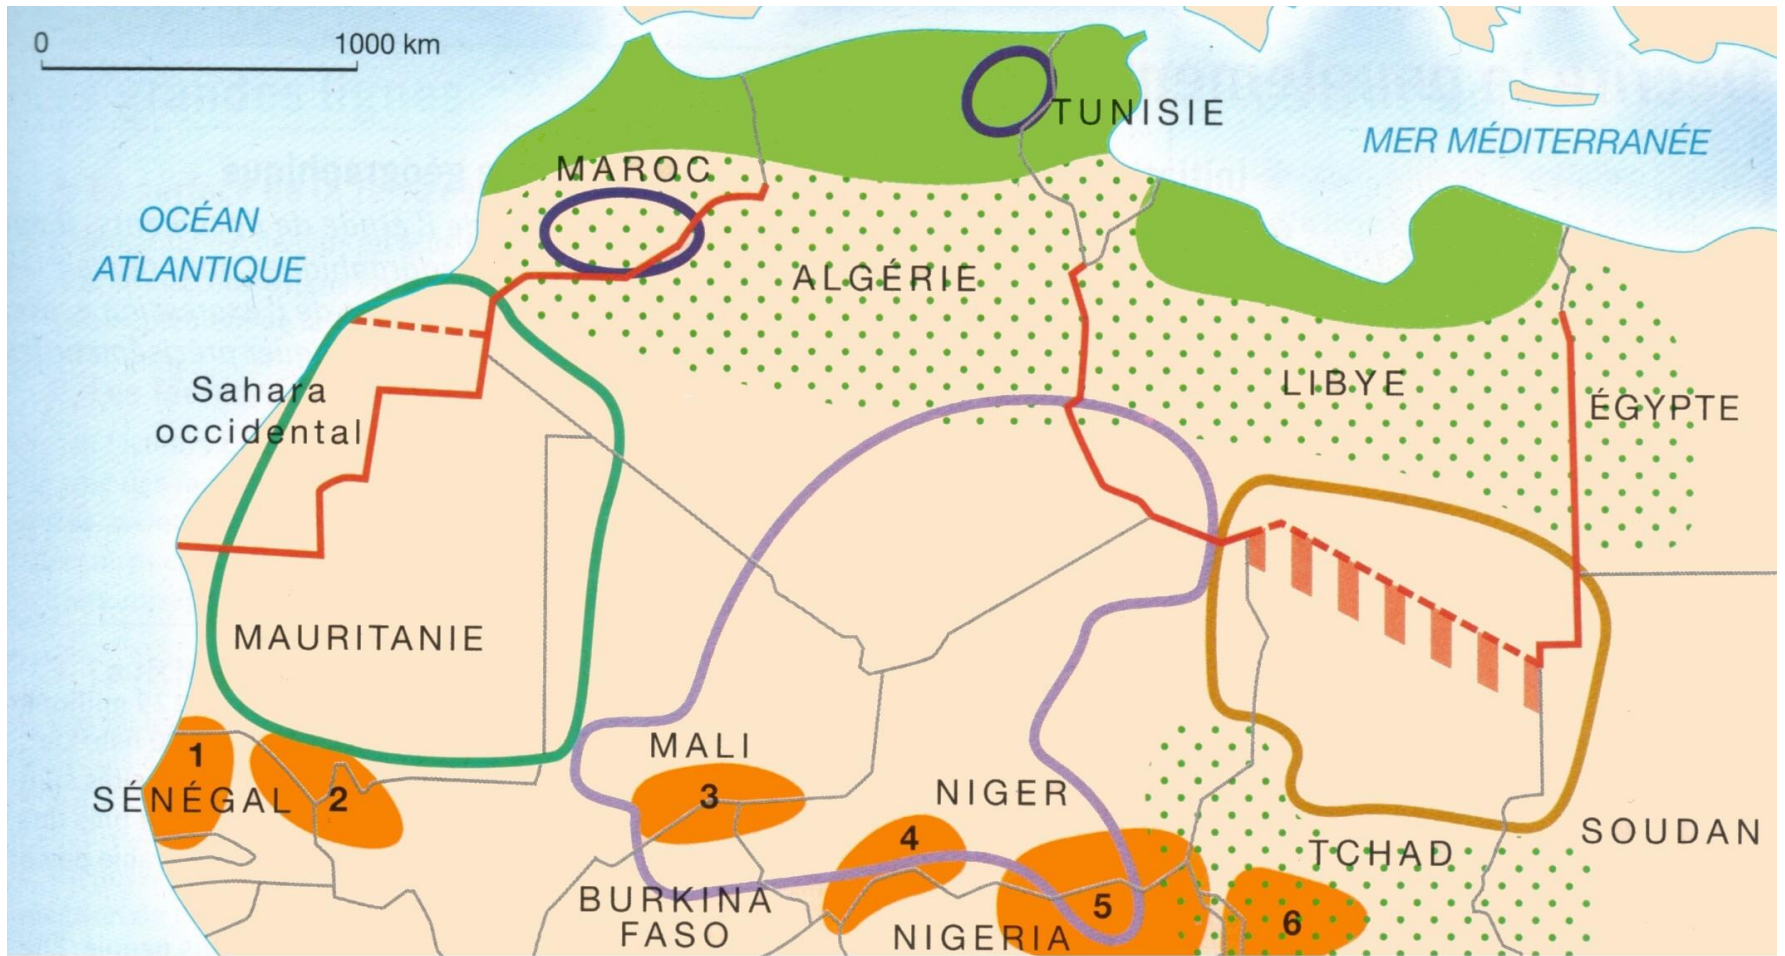 0 1000 km
TUNISIE
MER MÉDITERRANÉE
MAROC
OCÉAN
ATLANTIQUE
ALGÉRIE
LIBYE
ÉGYPTE
Sahara
occidental
MAURITANIE
MALI
NIGER
1
SÉNÉGAL
2
3
4
TCHAD
SOUDAN
BURKINA
FASO
NIGERIA
5
6